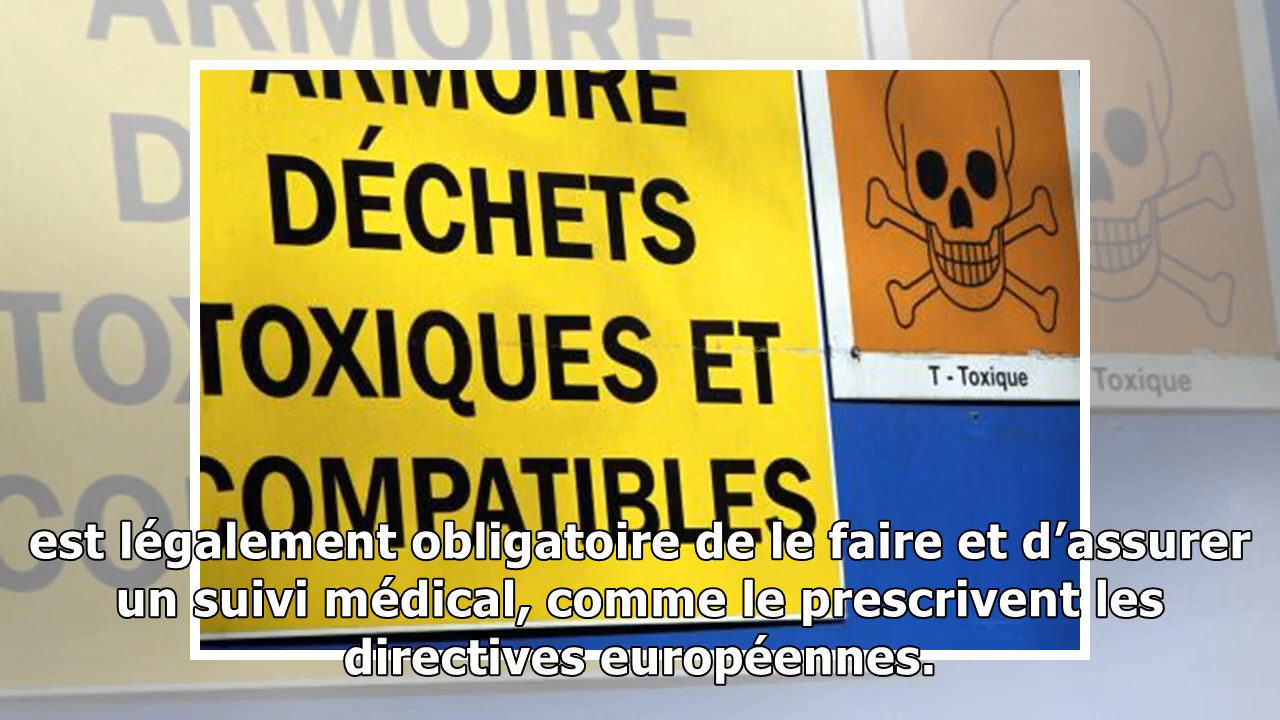 ARMOIRE
DÉCHETS
TOXIQUES ET
COMPATIBLES
T - Toxique
est légalement obligatoire de le faire et d’assurer
un suivi médical, comme le prescrivent les
directives européennes.